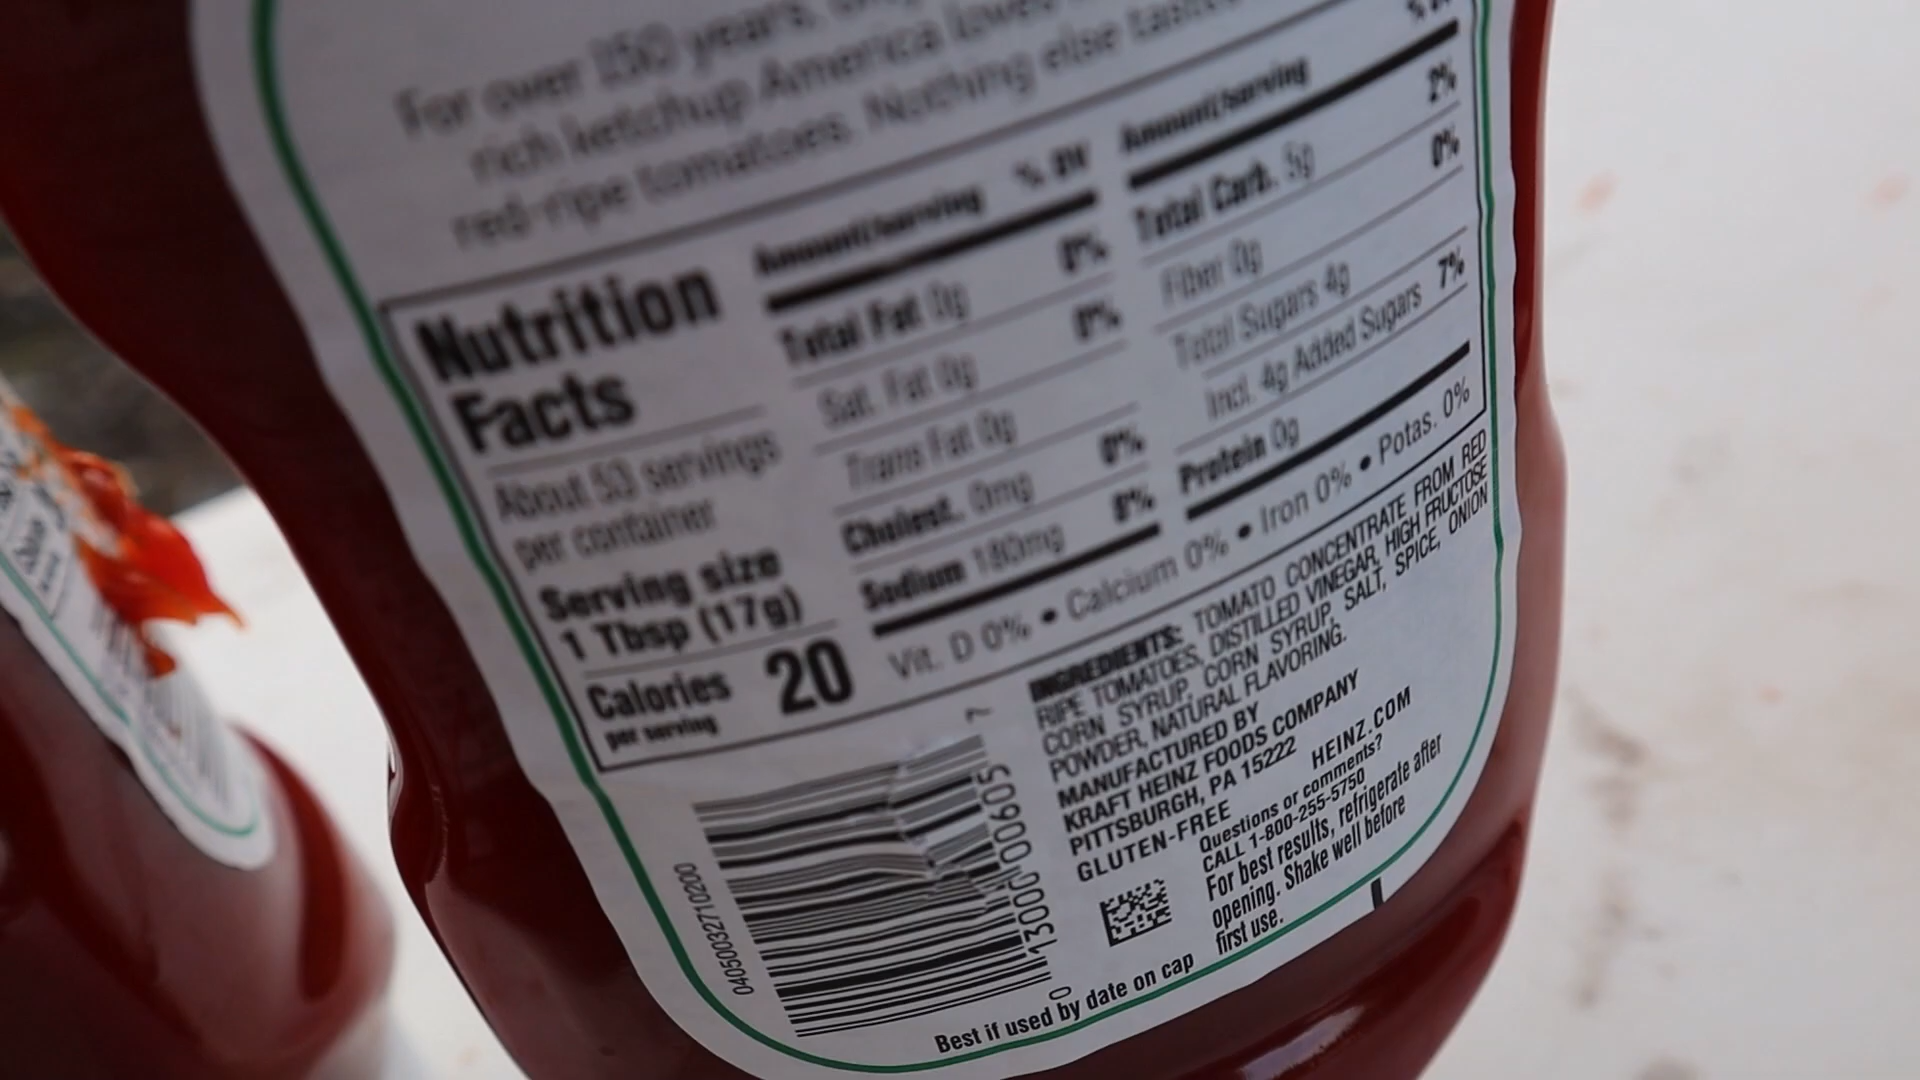 For over 150 years,
rich ketchup America loves
red-ripe tomatoes. Nothing else tastes
Nutrition
Facts
About 53 servings
per container
Serving size
1 Tbsp (17g)
Calories 20
per serving
Amount/serving % DV
Total Fat 0g 0%
Sat. Fat 0g 0%
Trans Fat 0g
Cholest. 0mg 0%
Sodium 180mg 8%
Amount/serving % DV
Total Carb. 5g 2%
Fiber 0g 0%
Total Sugars 4g
Incl. 4g Added Sugars 7%
Protein 0g
Vit. D 0% • Calcium 0% • Iron 0% • Potas. 0%
INGREDIENTS: TOMATO CONCENTRATE FROM RED
RIPE TOMATOES, DISTILLED VINEGAR, HIGH FRUCTOSE
CORN SYRUP, CORN SYRUP, SALT, SPICE, ONION
POWDER, NATURAL FLAVORING.
MANUFACTURED BY
KRAFT HEINZ FOODS COMPANY
PITTSBURGH, PA 15222 HEINZ.COM
GLUTEN-FREE
Questions or comments?
CALL 1-800-255-5750
For best results, refrigerate after
opening. Shake well before
first use.
Best if used by date on cap
0405003271 0200
0 13000 00605 7